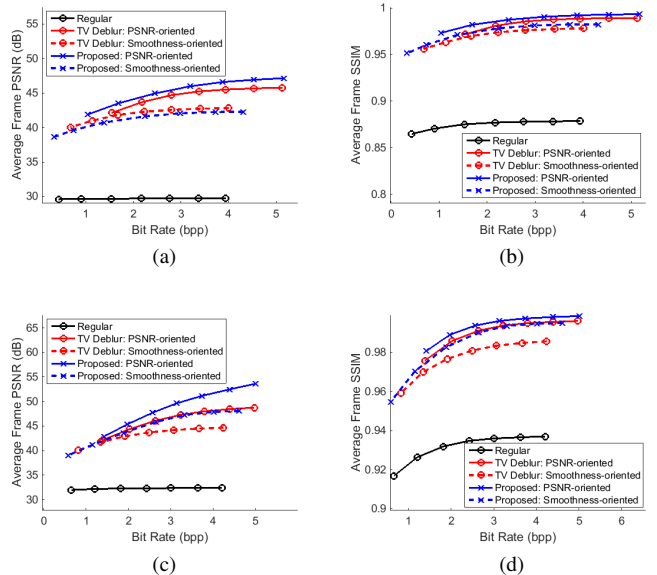 55
50
45
40
35
30
1
2
3
4
5
Average Frame PSNR (dB)
Bit Rate (bpp)
Regular
TV Deblur: PSNR-oriented
TV Deblur: Smoothness-oriented
Proposed: PSNR-oriented
Proposed: Smoothness-oriented
(a)
1
0.95
0.9
0.85
0.8
0
1
2
3
4
5
Average Frame SSIM
Bit Rate (bpp)
Regular
TV Deblur: PSNR-oriented
TV Deblur: Smoothness-oriented
Proposed: PSNR-oriented
Proposed: Smoothness-oriented
(b)
65
60
55
50
45
40
35
30
0
1
2
3
4
5
Average Frame PSNR (dB)
Bit Rate (bpp)
Regular
TV Deblur: PSNR-oriented
TV Deblur: Smoothness-oriented
Proposed: PSNR-oriented
Proposed: Smoothness-oriented
(c)
0.98
0.96
0.94
0.92
0.9
1
2
3
4
5
6
Average Frame SSIM
Bit Rate (bpp)
Regular
TV Deblur: PSNR-oriented
TV Deblur: Smoothness-oriented
Proposed: PSNR-oriented
Proposed: Smoothness-oriented
(d)